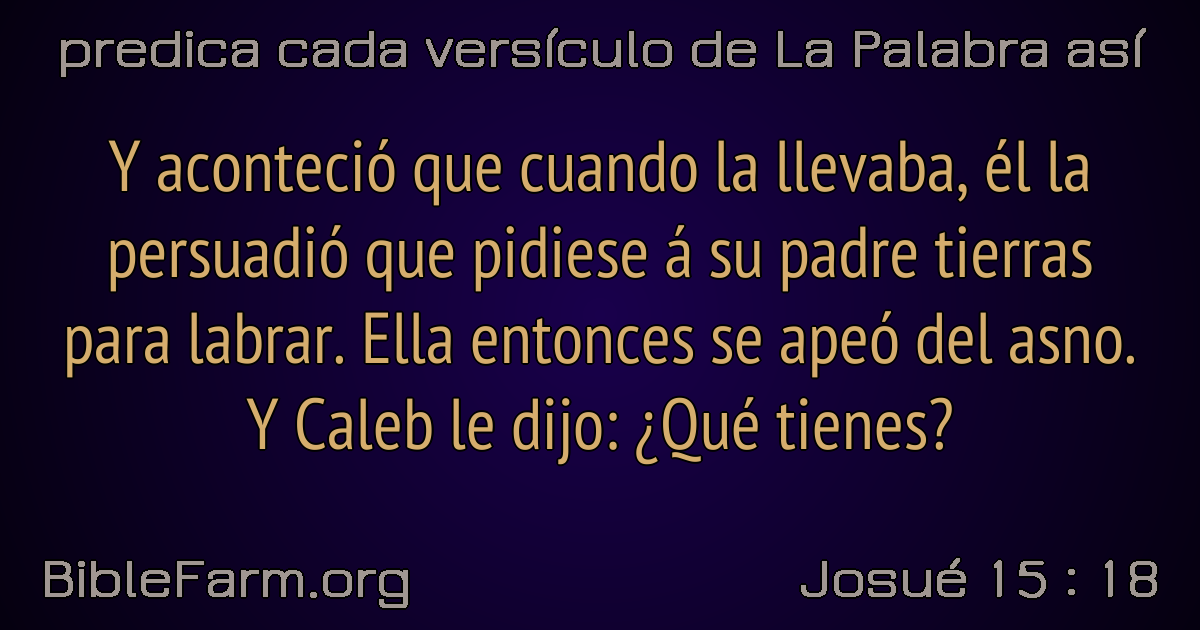 predica cada versículo de La Palabra así
Y aconteció que cuando la llevaba, él la
persuadió que pidiese á su padre tierras
para labrar. Ella entonces se apeó del asno.
Y Caleb le dijo: ¿Qué tienes?
BibleFarm.org
Josué 15 : 18